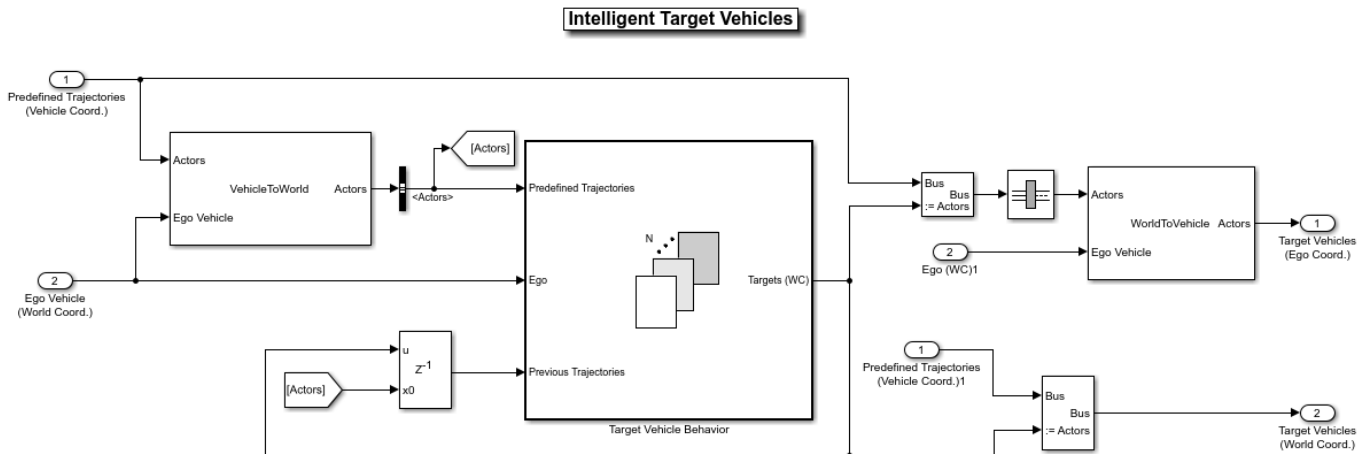 Intelligent Target Vehicles
1
Predefined Trajectories
(Vehicle Coord.)
Actors
VehicleToWorld
Actors
Ego Vehicle
<Actors>
[Actors]
2
Ego Vehicle
(World Coord.)
Predefined Trajectories
N
Ego
Targets (WC)
Previous Trajectories
Target Vehicle Behavior
u
Z-1
x0
[Actors]
Bus
Bus
:= Actors
2
Ego (WC)1
Actors
WorldToVehicle
Actors
Ego Vehicle
1
Target Vehicles
(Ego Coord.)
1
Predefined Trajectories
(Vehicle Coord.)1
Bus
Bus
:= Actors
2
Target Vehicles
(World Coord.)